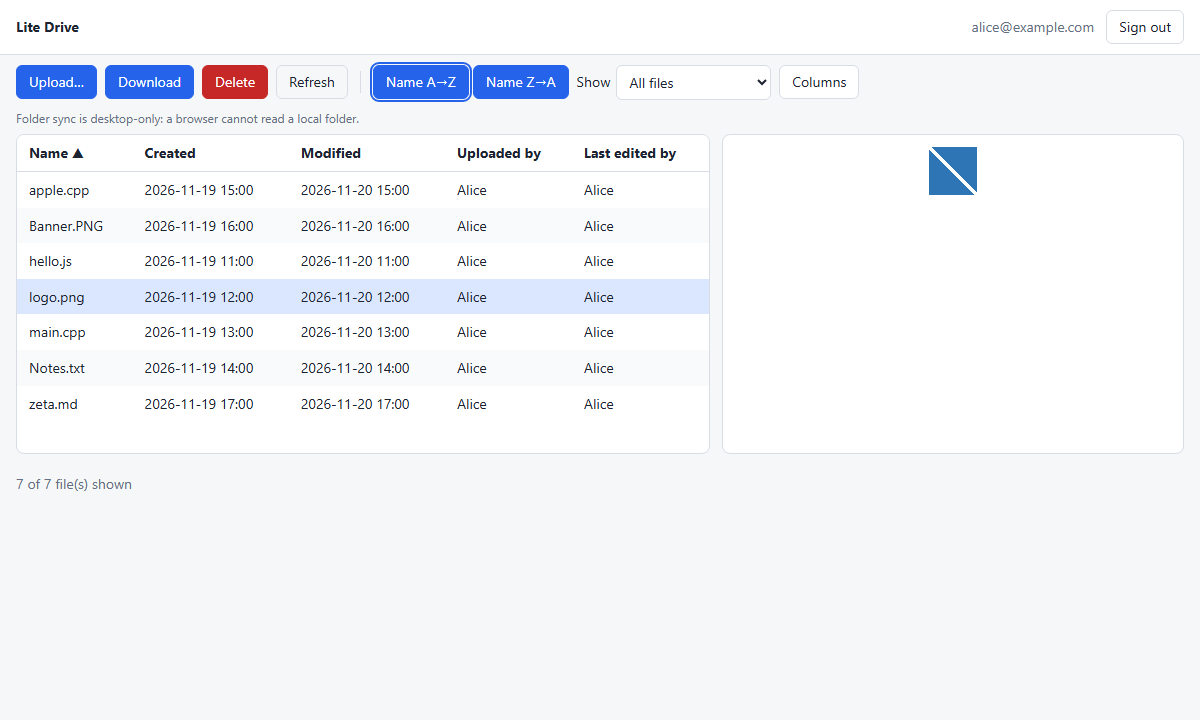 Lite Drive alice@example.com Sign out
Upload... Download Delete Refresh Name A→Z Name Z→A Show All files Columns
Folder sync is desktop-only: a browser cannot read a local folder.
Name ▲ Created Modified Uploaded by Last edited by
apple.cpp 2026-11-19 15:00 2026-11-20 15:00 Alice Alice
Banner.PNG 2026-11-19 16:00 2026-11-20 16:00 Alice Alice
hello.js 2026-11-19 11:00 2026-11-20 11:00 Alice Alice
logo.png 2026-11-19 12:00 2026-11-20 12:00 Alice Alice
main.cpp 2026-11-19 13:00 2026-11-20 13:00 Alice Alice
Notes.txt 2026-11-19 14:00 2026-11-20 14:00 Alice Alice
zeta.md 2026-11-19 17:00 2026-11-20 17:00 Alice Alice
7 of 7 file(s) shown